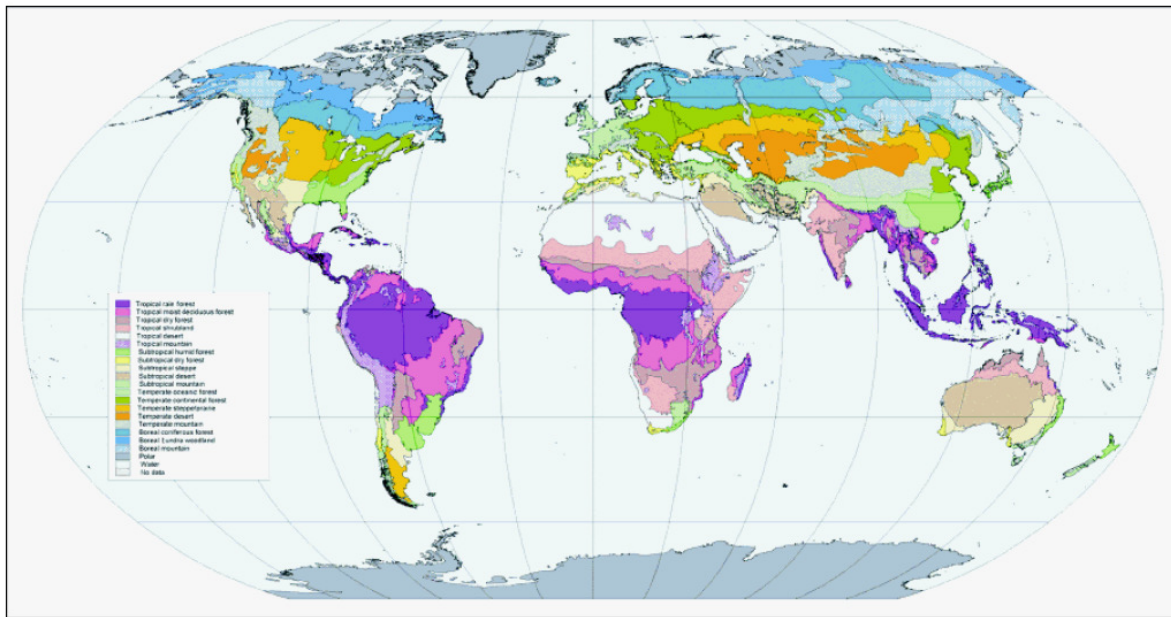 Tropical rain forest
Tropical moist deciduous forest
Tropical dry forest
Tropical shrubland
Tropical desert
Tropical mountain
Subtropical humid forest
Subtropical dry forest
Subtropical steppe
Subtropical desert
Subtropical mountain
Temperate oceanic forest
Temperate continental forest
Temperate steppe/prairie
Temperate desert
Temperate mountain
Boreal coniferous forest
Boreal tundra woodland
Boreal mountain
Polar
Water
No data